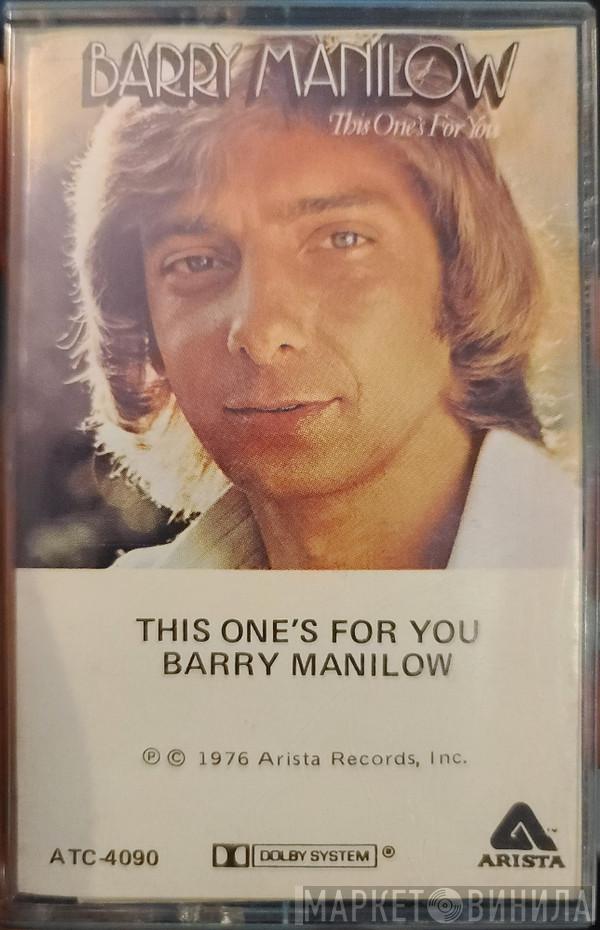 BARRY MANILOW
This One's For You
THIS ONE'S FOR YOU
BARRY MANILOW
℗ © 1976 Arista Records, Inc.
ATC-4090
DOLBY SYSTEM ®
ARISTA™
МАРКЕТ ВИНИЛА